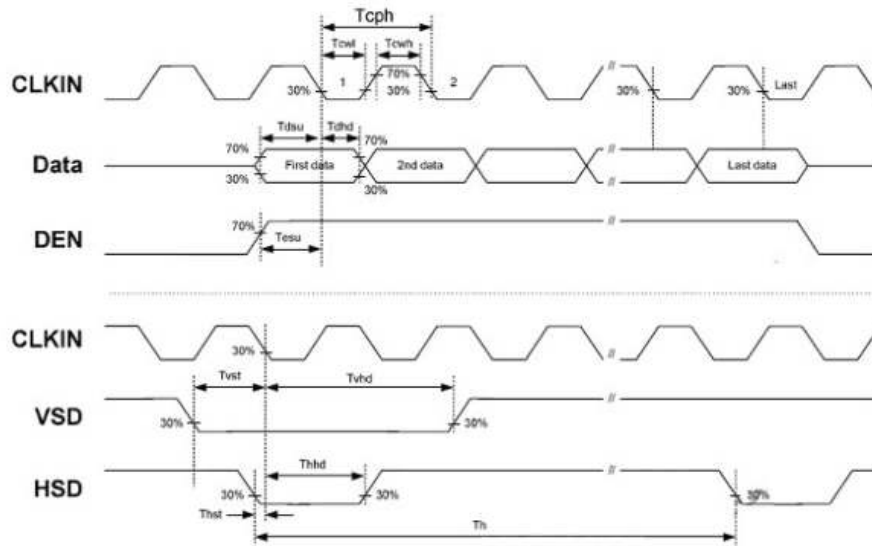 Tcph
Tcwl Tcwh
CLKIN 30% 1 70% 30% 2 // 30% 30% Last
Tdsu Tdhd
70% 70%
Data First data 2nd data // Last data
30% 30%
DEN 70% //
Tesu
CLKIN 30% //
Tvst Tvhd
VSD 30% 30% //
Thhd
HSD 30% 30% // 30%
Thst
Th